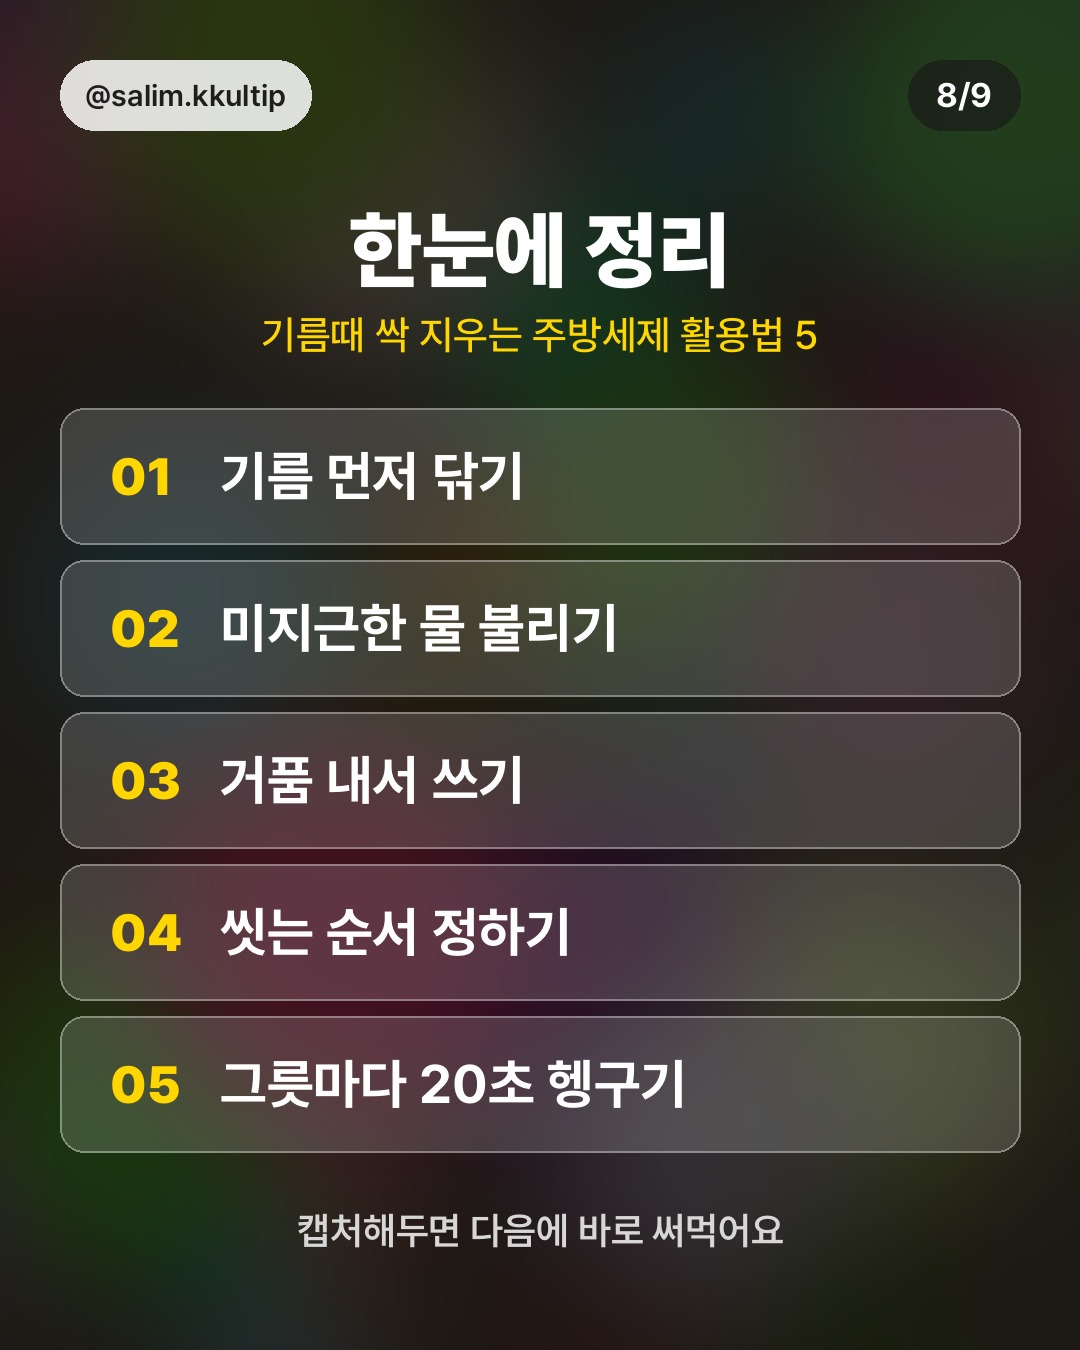 @salim.kkultip
8/9
한눈에 정리
기름때 싹 지우는 주방세제 활용법 5
01 기름 먼저 닦기
02 미지근한 물 불리기
03 거품 내서 쓰기
04 씻는 순서 정하기
05 그릇마다 20초 헹구기
캡처해두면 다음에 바로 써먹어요